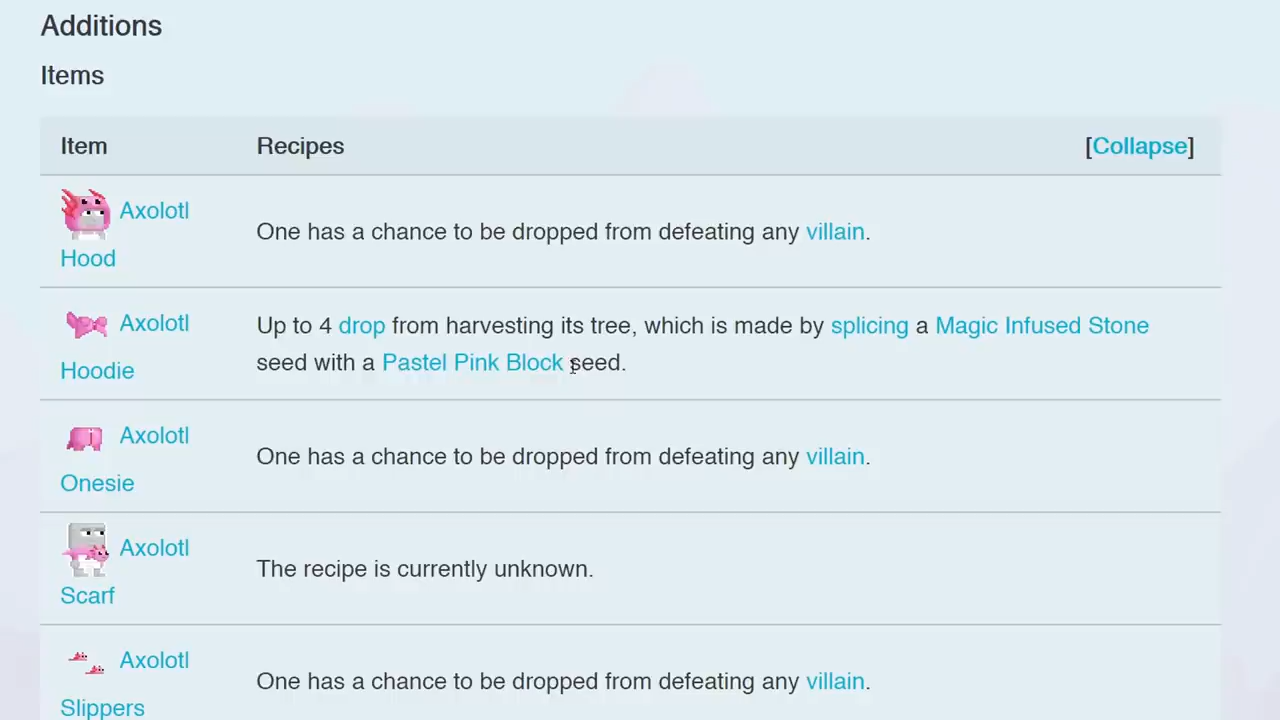 Additions
Items
Item Recipes [Collapse]
Axolotl
Hood
One has a chance to be dropped from defeating any villain.
Axolotl
Hoodie
Up to 4 drop from harvesting its tree, which is made by splicing a Magic Infused Stone
seed with a Pastel Pink Block seed.
Axolotl
Onesie
One has a chance to be dropped from defeating any villain.
Axolotl
Scarf
The recipe is currently unknown.
Axolotl
Slippers
One has a chance to be dropped from defeating any villain.